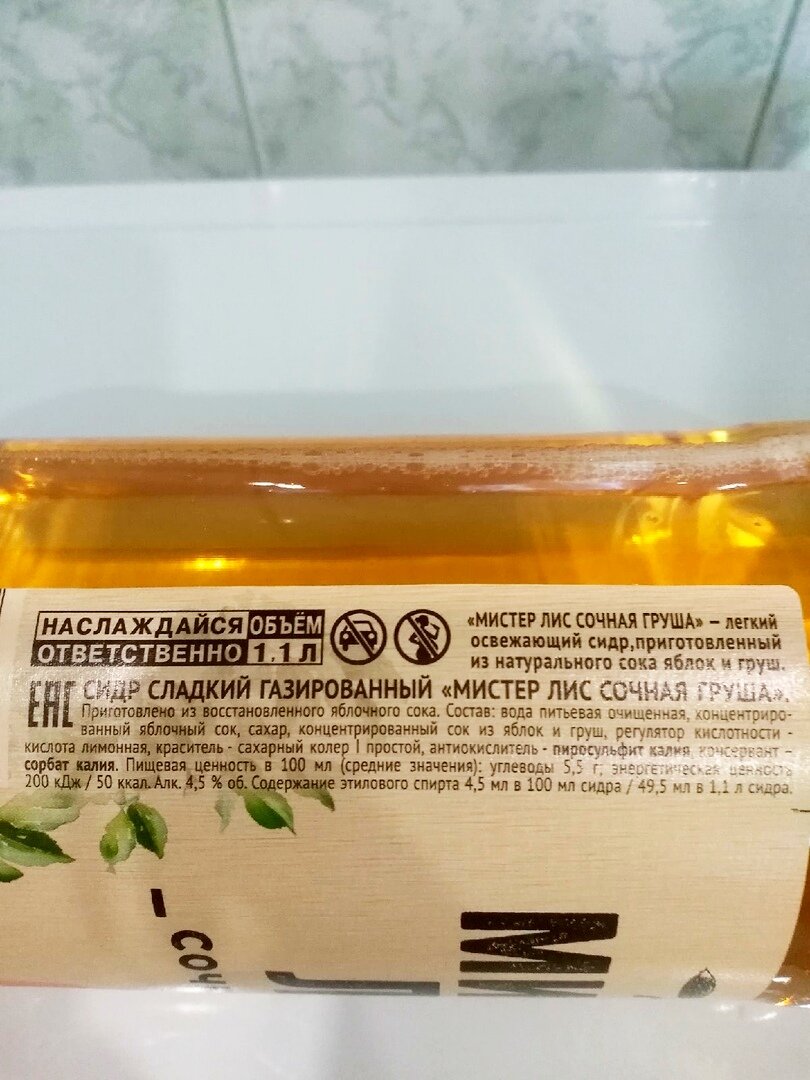 НАСЛАЖДАЙСЯ ОБЪЁМ
ОТВЕТСТВЕННО 1,1 Л
«МИСТЕР ЛИС СОЧНАЯ ГРУША» – легкий
освежающий сидр,приготовленный
из натурального сока яблок и груш.
ЕАС
СИДР СЛАДКИЙ ГАЗИРОВАННЫЙ «МИСТЕР ЛИС СОЧНАЯ ГРУША».
Приготовлено из восстановленного яблочного сока. Состав: вода питьевая очищенная, концентриро-
ванный яблочный сок, сахар, концентрированный сок из яблок и груш, регулятор кислотности -
кислота лимонная, краситель - сахарный колер I простой, антиокислитель - пиросульфит калия, консервант –
сорбат калия. Пищевая ценность в 100 мл (средние значения): углеводы 5,5 г; энергетическая ценность
200 кДж / 50 ккал. Алк. 4,5 % об. Содержание этилового спирта 4,5 мл в 100 мл сидра / 49,5 мл в 1,1 л сидра.
– СОЧ
Л
МИ